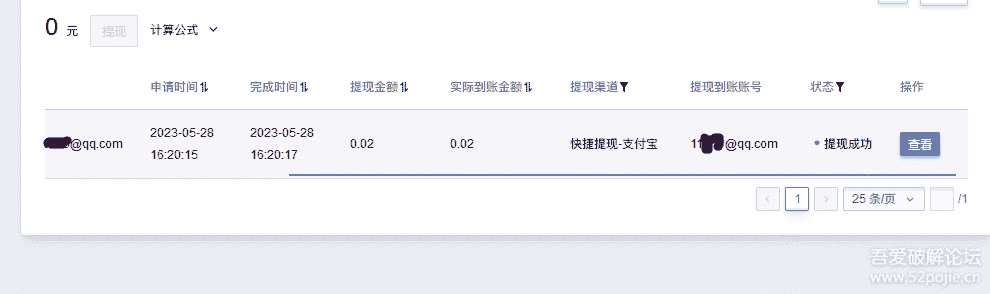 0 元 提现 计算公式
申请时间 完成时间 提现金额 实际到账金额 提现渠道 提现到账账号 状态 操作
@qq.com 2023-05-28 16:20:15 2023-05-28 16:20:17 0.02 0.02 快捷提现-支付宝 1 @qq.com 提现成功 查看
1 25 条/页 /1
吾爱破解论坛
www.52pojie.cn